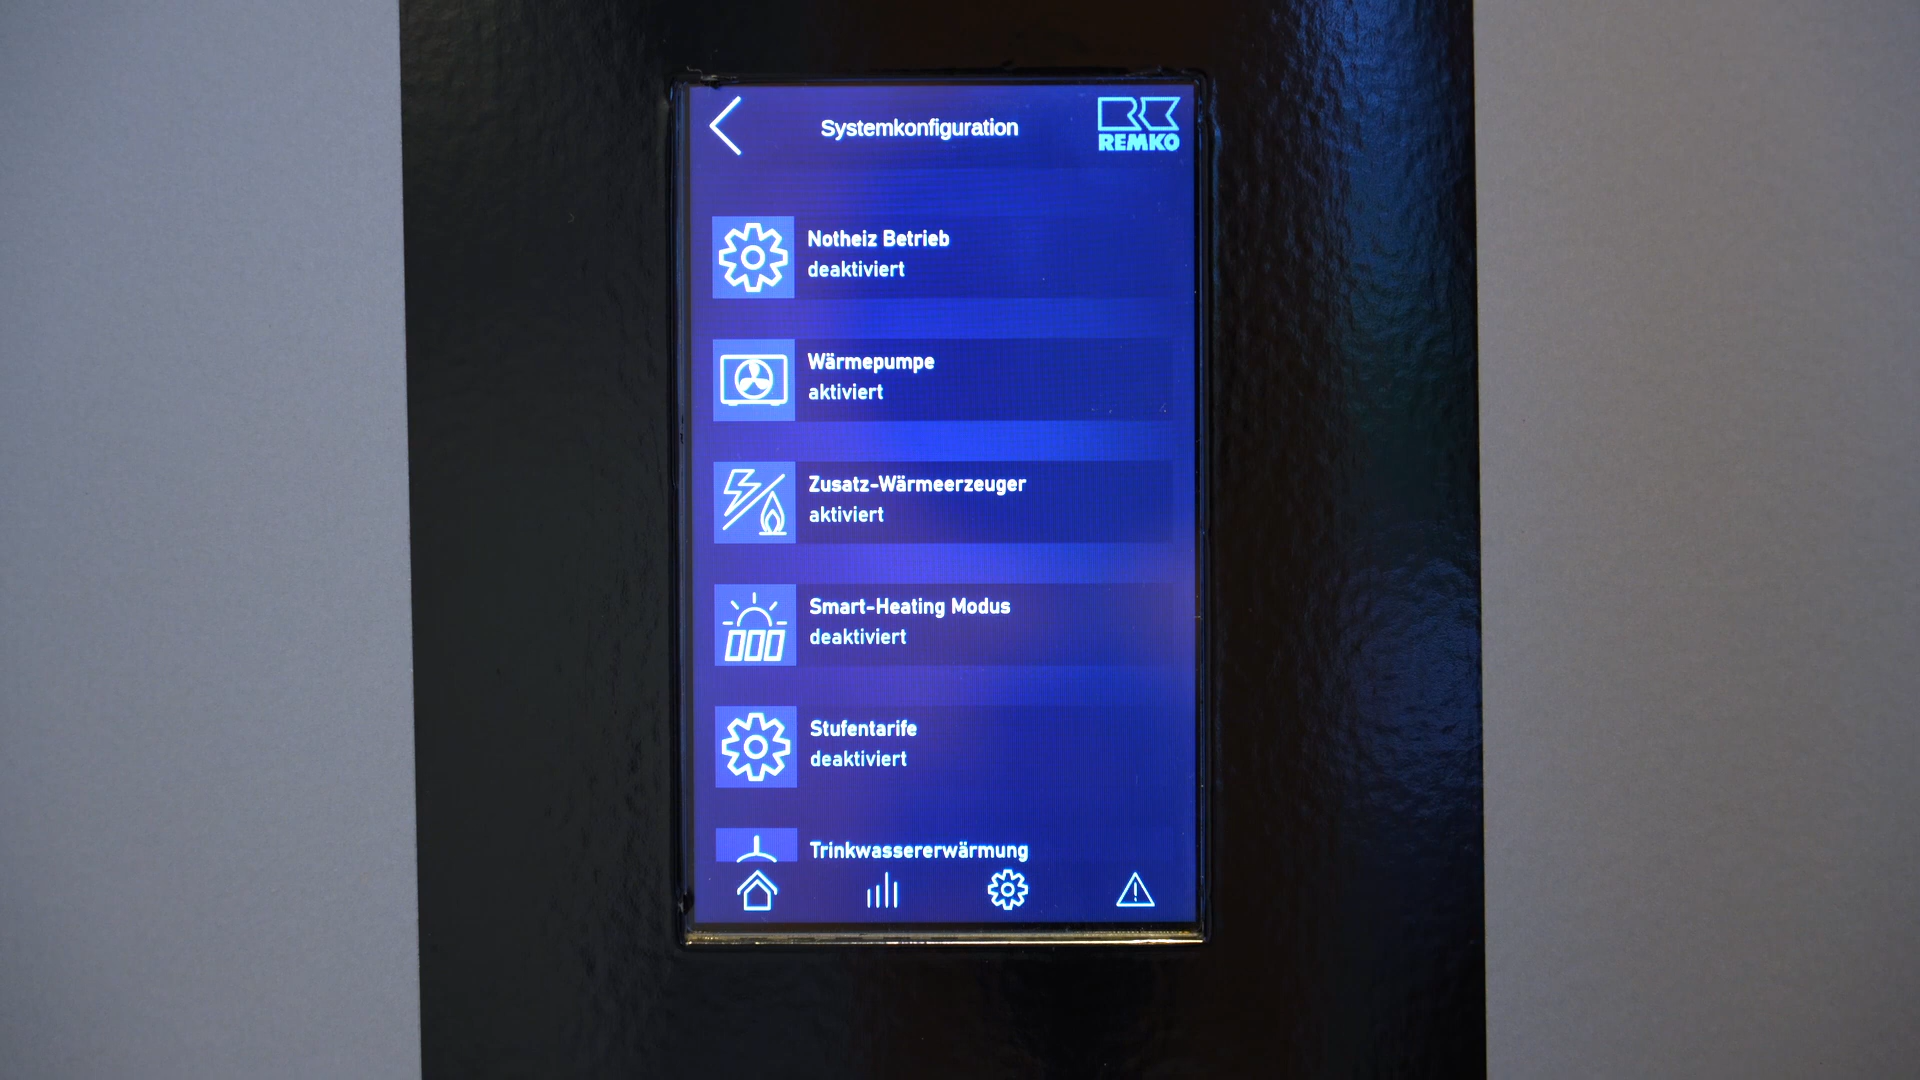 Systemkonfiguration
REMKO
Notheiz Betrieb
deaktiviert
Wärmepumpe
aktiviert
Zusatz-Wärmeerzeuger
aktiviert
Smart-Heating Modus
deaktiviert
Stufentarife
deaktiviert
Trinkwassererwärmung